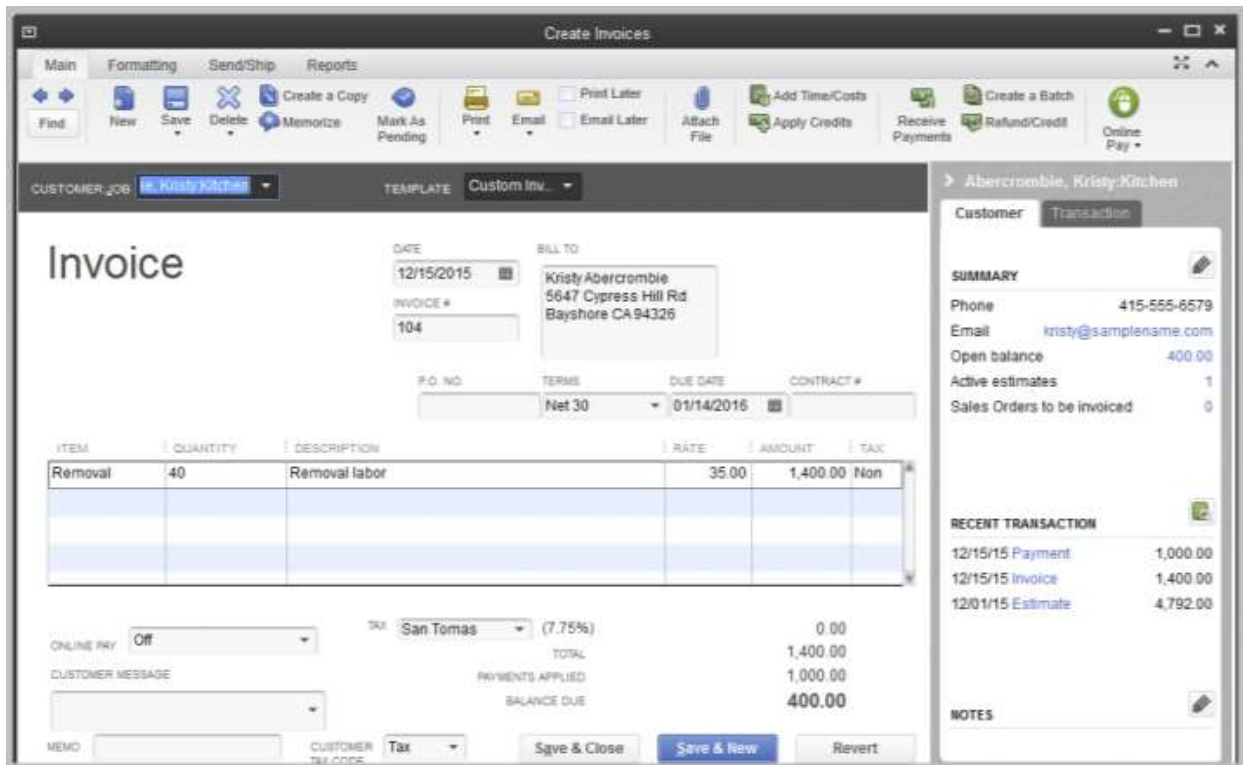 Create Invoices
Main Formatting Send/Ship Reports
Find New Save Delete Create a Copy Memorize Mark As Pending Print Email Print Later Email Later Attach File Add Time/Costs Apply Credits Receive Payments Create a Batch Refund/Credit Online Pay
CUSTOMER:JOB ie, Kristy:Kitchen TEMPLATE Custom Inv...
Abercrombie, Kristy:Kitchen
Customer Transaction
Invoice
DATE
12/15/2015
INVOICE #
104
BILL TO
Kristy Abercrombie
5647 Cypress Hill Rd
Bayshore CA 94326
P.O. NO. TERMS DUE DATE CONTRACT #
Net 30 01/14/2016
ITEM QUANTITY DESCRIPTION RATE AMOUNT TAX
Removal 40 Removal labor 35.00 1,400.00 Non
ONLINE PAY Off
TAX San Tomas (7.75%) 0.00
TOTAL 1,400.00
CUSTOMER MESSAGE
PAYMENTS APPLIED 1,000.00
BALANCE DUE 400.00
MEMO
CUSTOMER TAX CODE Tax
Save & Close Save & New Revert
SUMMARY
Phone 415-555-6579
Email kristy@samplename.com
Open balance 400.00
Active estimates 1
Sales Orders to be invoiced 0
RECENT TRANSACTION
12/15/15 Payment 1,000.00
12/15/15 Invoice 1,400.00
12/01/15 Estimate 4,792.00
NOTES